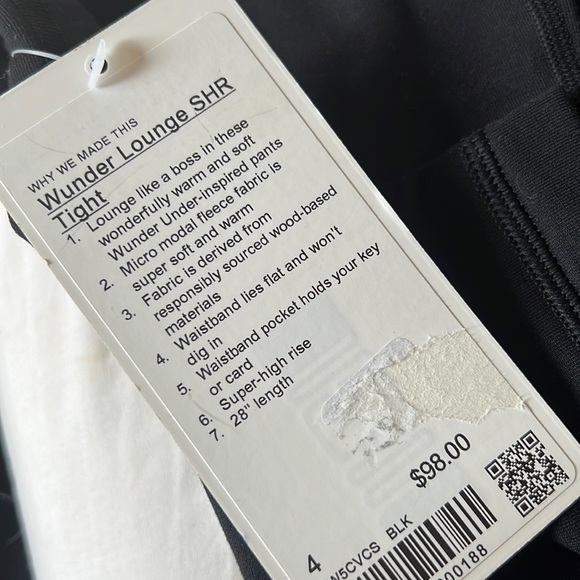 WHY WE MADE THIS
Wunder Lounge SHR
Tight
1. Lounge like a boss in these
wonderfully warm and soft
Wunder Under-inspired pants
2. Micro modal fleece fabric is
super soft and warm
3. Fabric is derived from
responsibly sourced wood-based
materials
4. Waistband lies flat and won't
dig in
5. Waistband pocket holds your key
or card
6. Super-high rise
7. 28" length
$98.00
4
W5CVCS BLK
00188